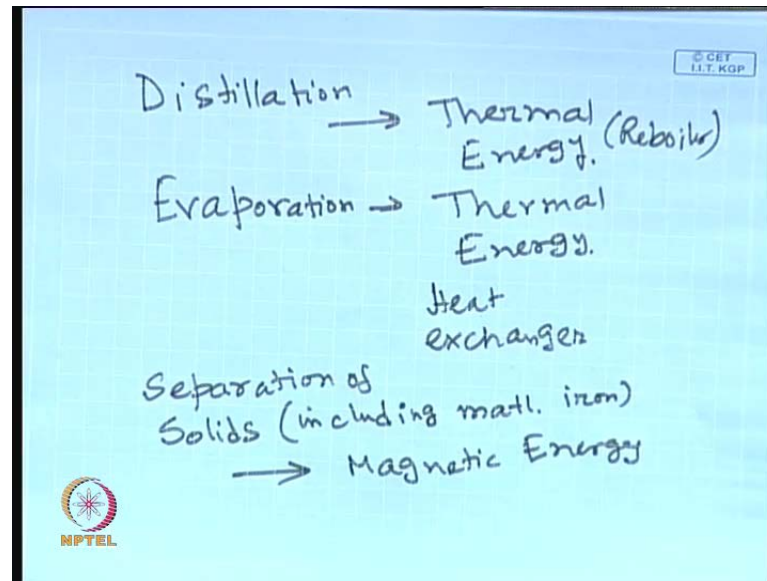 © CET
I.I.T. KGP
Distillation
→ Thermal
Energy. (Reboiler)
Evaporation → Thermal
Energy.
Heat
exchanger
Separation of
Solids (including matl. iron)
→ Magnetic Energy
NPTEL